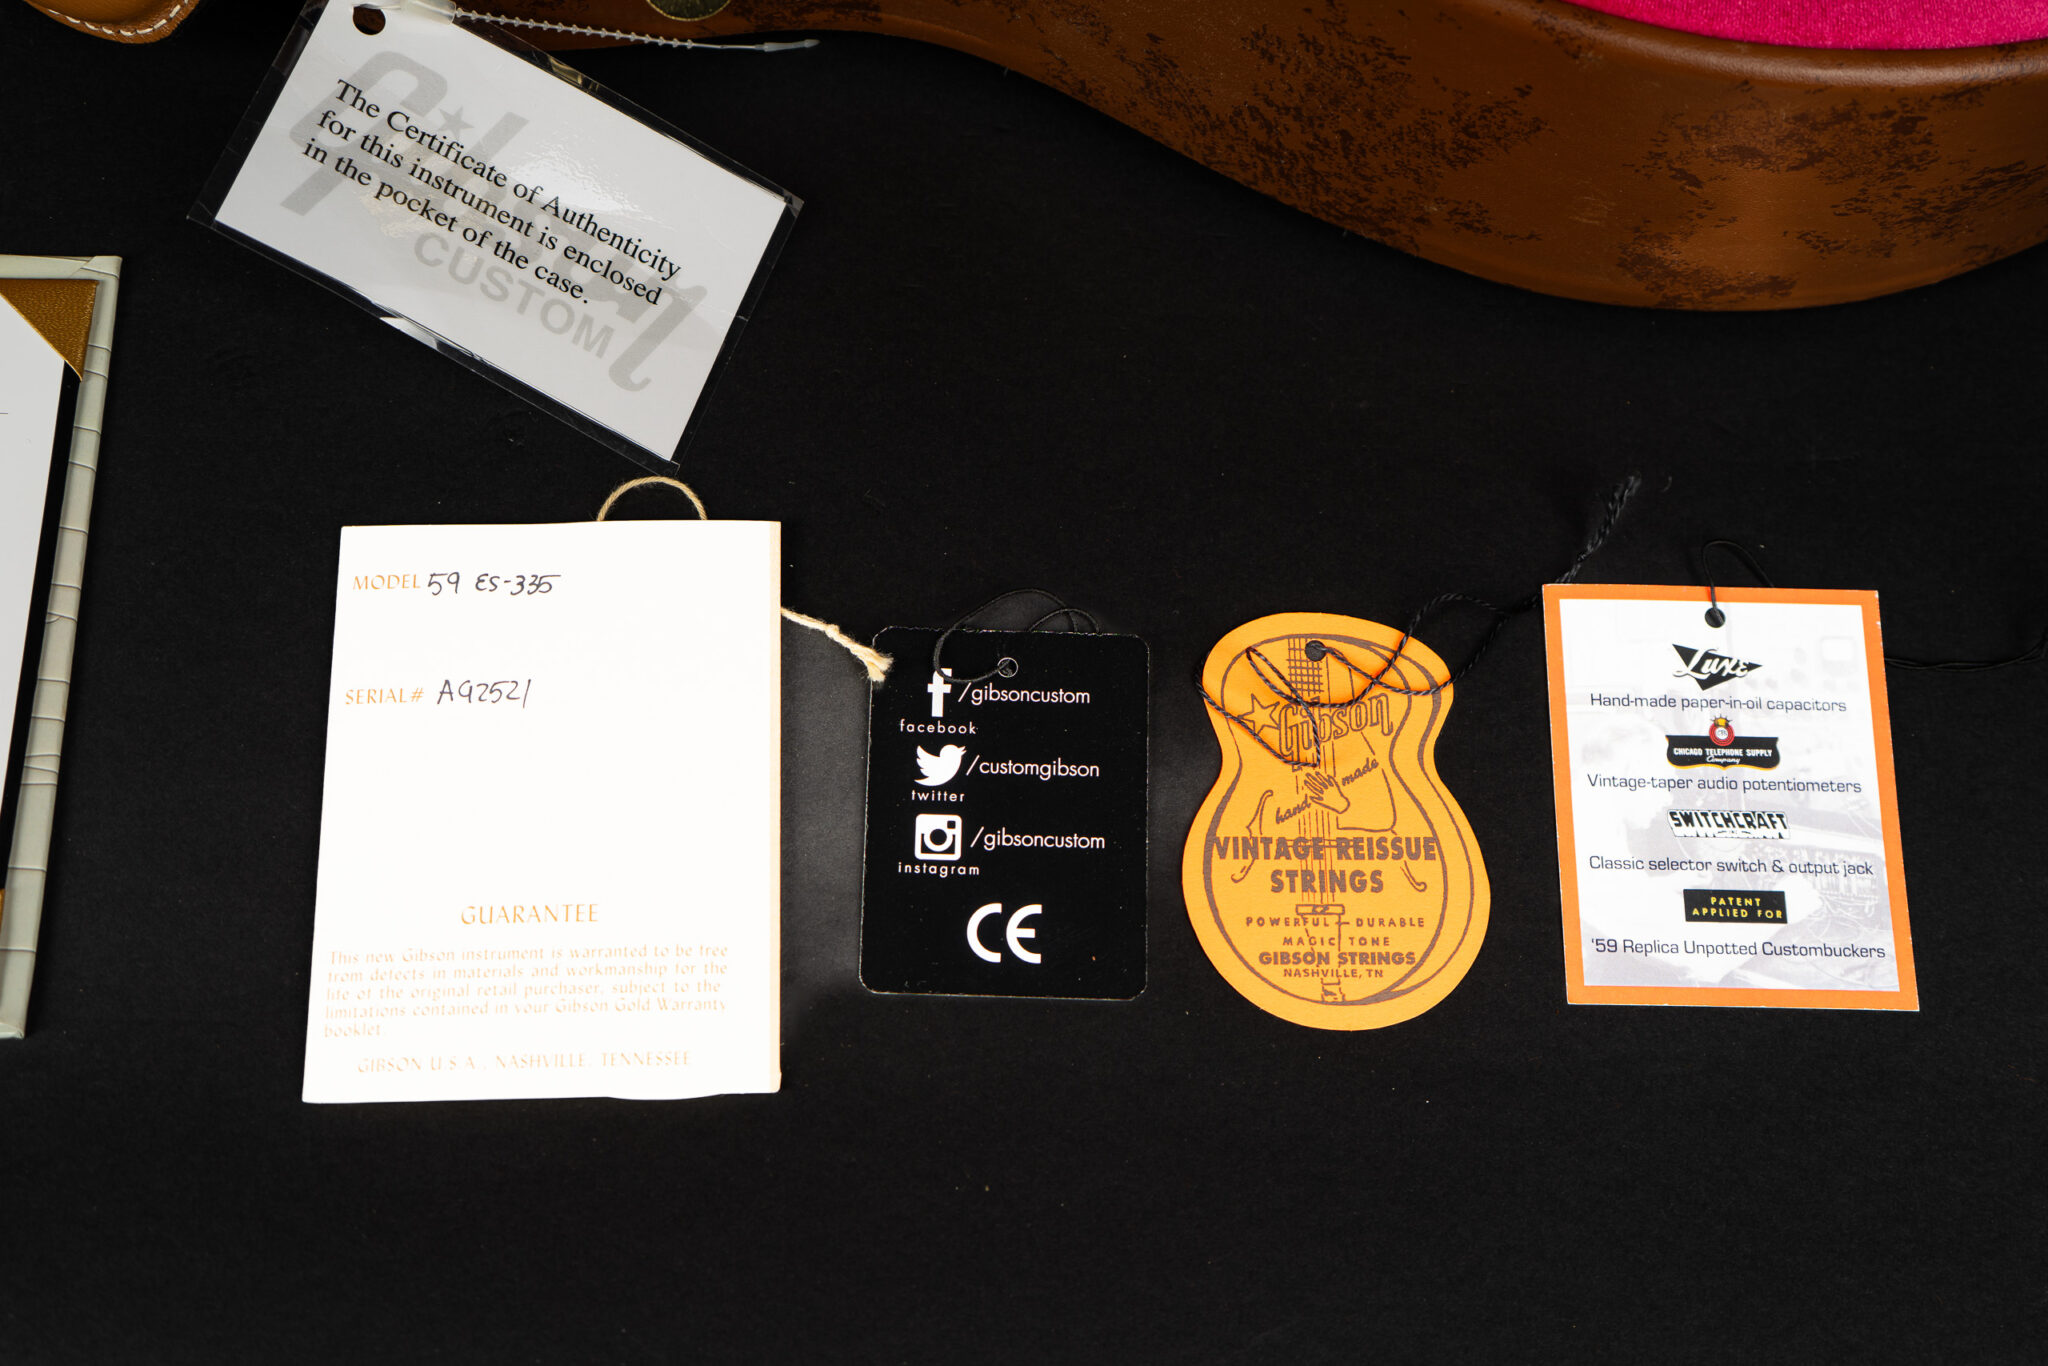 The Certificate of Authenticity
for this instrument is enclosed
in the pocket of the case.
Gibson
CUSTOM
MODEL 59 ES-335
SERIAL# A92521
GUARANTEE
This new Gibson instrument is warranted to be free
from defects in materials and workmanship for the
life of the original retail purchaser, subject to the
limitations contained in your Gibson Gold Warranty
booklet.
GIBSON U.S.A., NASHVILLE, TENNESSEE
f /gibsoncustom
facebook
/customgibson
twitter
/gibsoncustom
instagram
CE
Gibson
hand made
VINTAGE REISSUE
STRINGS
POWERFUL - DURABLE
MAGIC TONE
GIBSON STRINGS
NASHVILLE, TN
Luxe
Hand-made paper-in-oil capacitors
CHICAGO TELEPHONE SUPPLY
Company
Vintage-taper audio potentiometers
SWITCHCRAFT
Classic selector switch & output jack
PATENT
APPLIED FOR
'59 Replica Unpotted Custombuckers